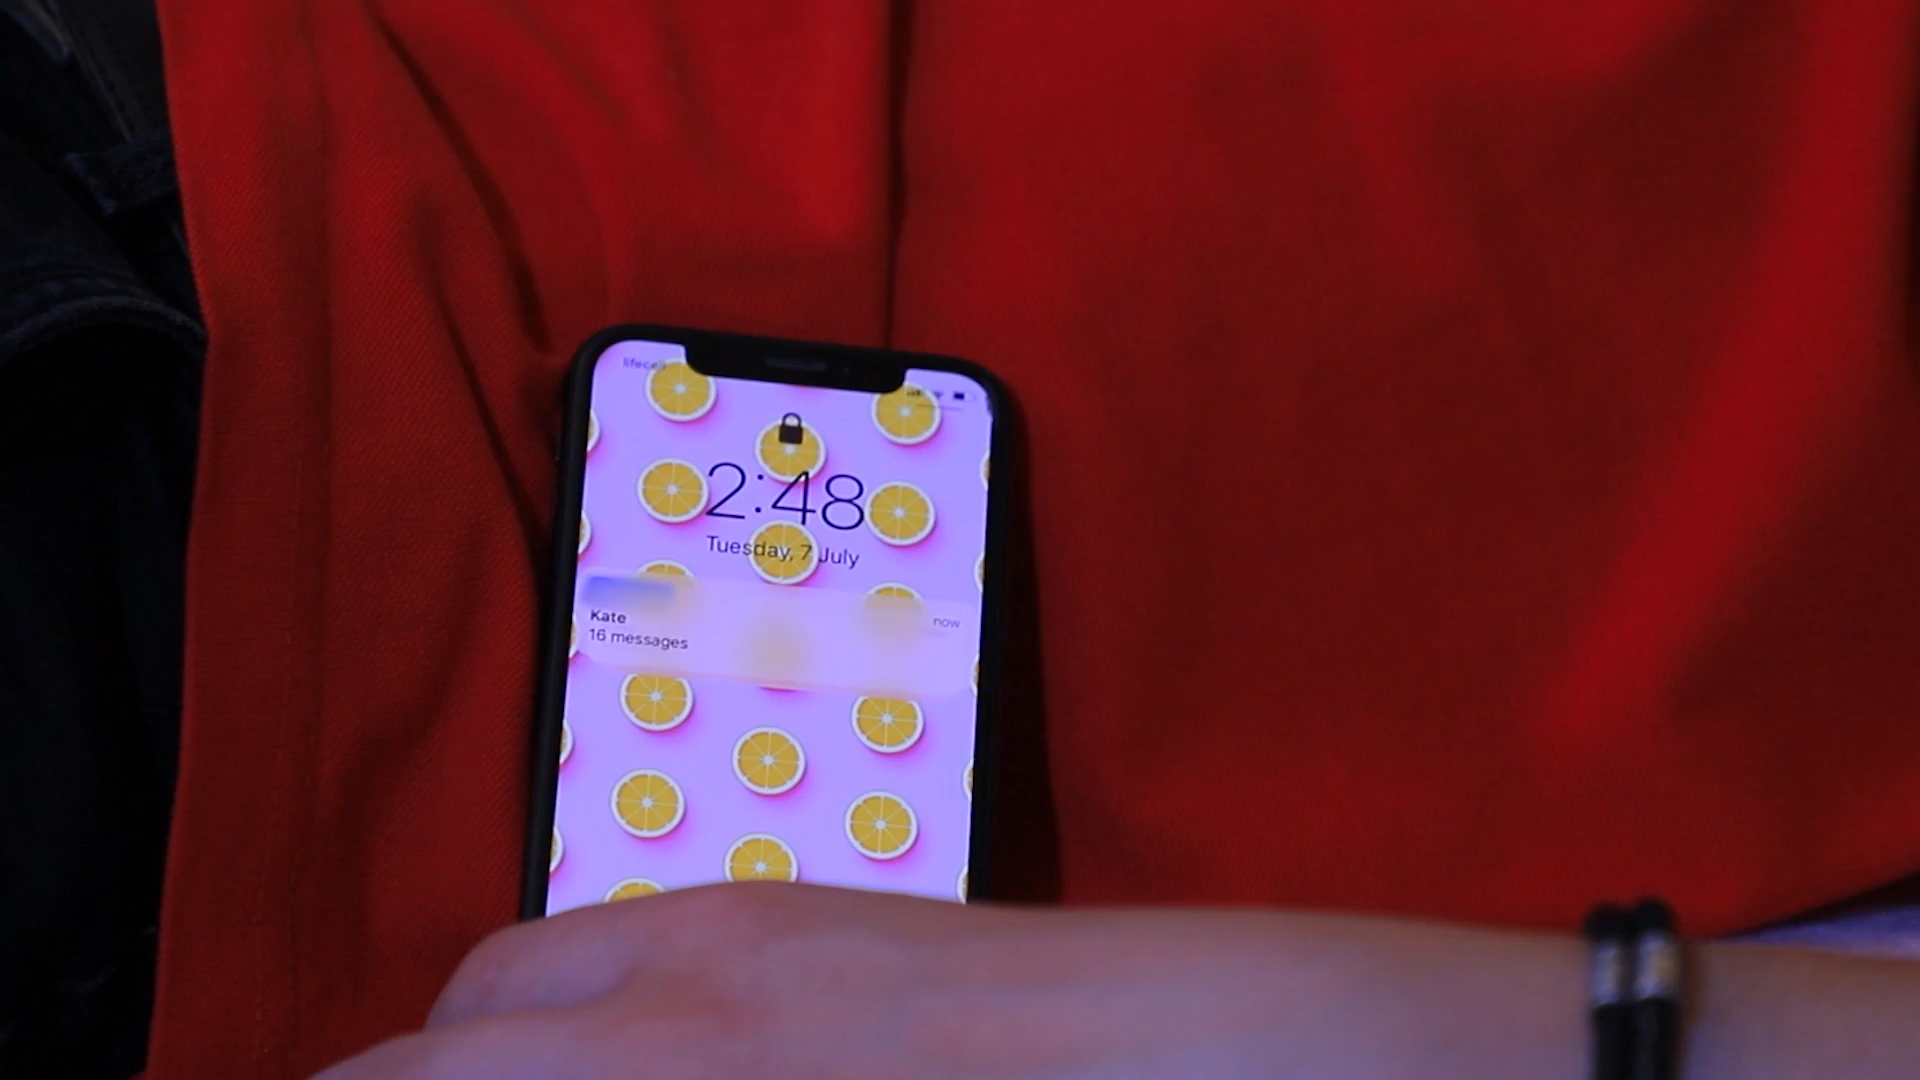 lifecell
2:48
Tuesday, 7 July
Kate
now
16 messages